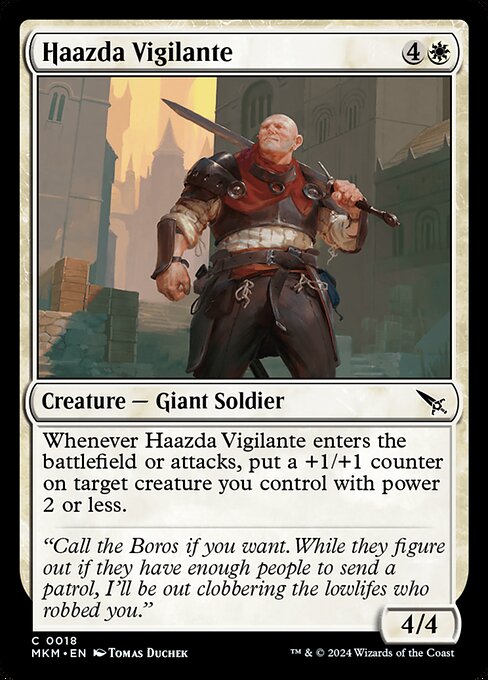 Haazda Vigilante 4
Creature — Giant Soldier
Whenever Haazda Vigilante enters the
battlefield or attacks, put a +1/+1 counter
on target creature you control with power
2 or less.
“Call the Boros if you want. While they figure
out if they have enough people to send a
patrol, I’ll be out clobbering the lowlifes who
robbed you.”
4/4
C 0018
MKM • EN Tomas Duchek ™ & © 2024 Wizards of the Coast